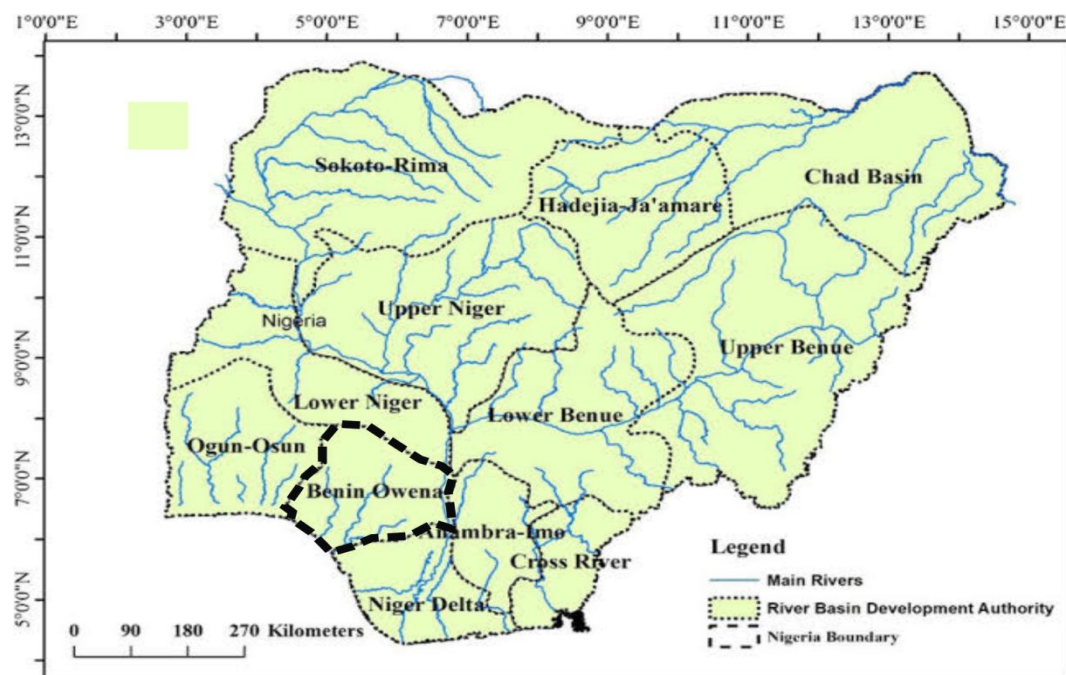 1°0'0"E 3°0'0"E 5°0'0"E 7°0'0"E 9°0'0"E 11°0'0"E 13°0'0"E 15°0'0"E
13°0'0"N
11°0'0"N
9°0'0"N
7°0'0"N
5°0'0"N
Sokoto-Rima
Chad Basin
Hadejia-Ja'amare
Upper Niger
Nigeria
Upper Benue
Lower Niger
Lower Benue
Ogun-Osun
Benin Owena
Anambra-Imo
Cross River
Niger Delta
Legend
Main Rivers
River Basin Development Authority
Nigeria Boundary
0 90 180 270 Kilometers